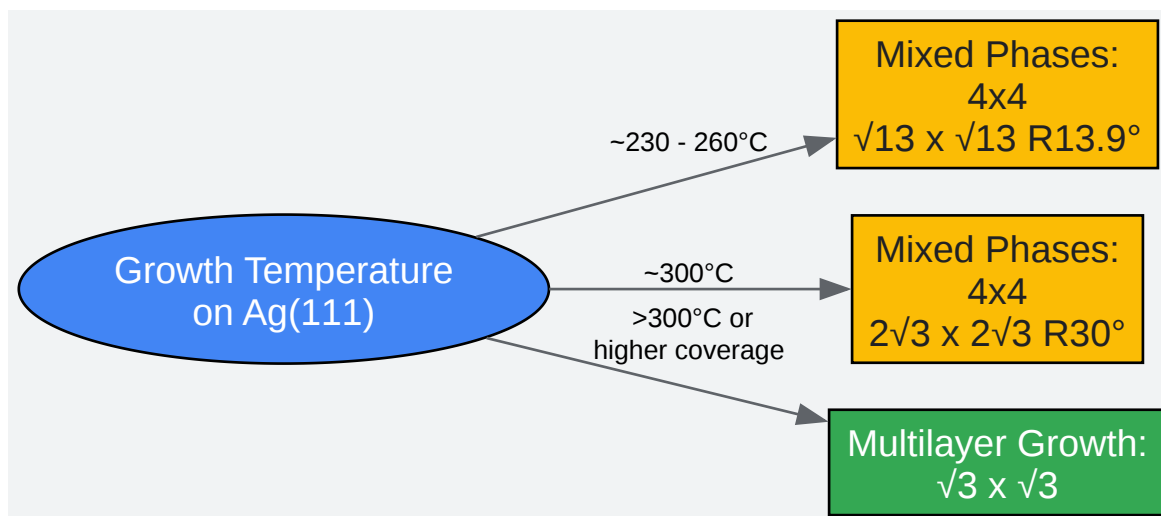 Growth Temperature
on Ag(111)
~230 - 260°C
Mixed Phases:
4x4
√13 x √13 R13.9°
~300°C
Mixed Phases:
4x4
2√3 x 2√3 R30°
>300°C or
higher coverage
Multilayer Growth:
√3 x √3